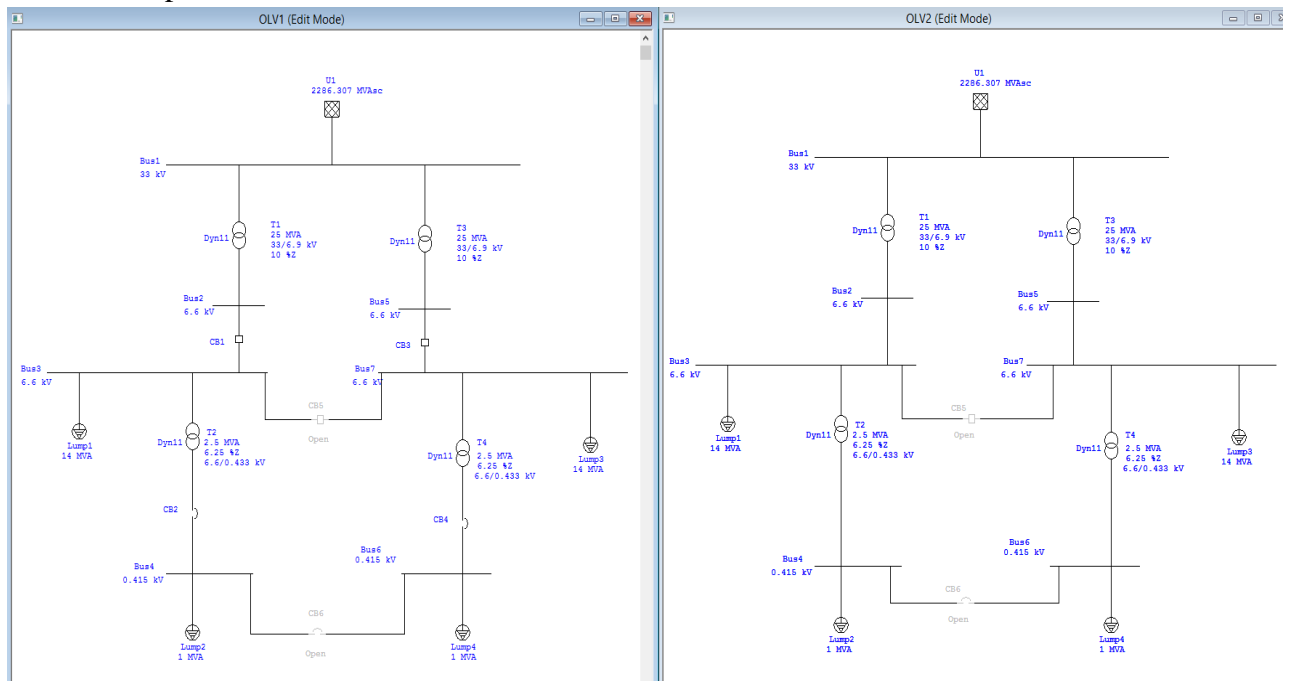 OLV1 (Edit Mode)
U1
2286.307 MVAsc
Bus1
33 kV
Dyn11
T1
25 MVA
33/6.9 kV
10 %Z
Dyn11
T3
25 MVA
33/6.9 kV
10 %Z
Bus2
6.6 kV
Bus5
6.6 kV
CB1
CB3
Bus3
6.6 kV
Bus7
6.6 kV
CB5
Open
Lump1
14 MVA
Dyn11
T2
2.5 MVA
6.25 %Z
6.6/0.433 kV
Dyn11
T4
2.5 MVA
6.25 %Z
6.6/0.433 kV
Lump3
14 MVA
CB2
CB4
Bus4
0.415 kV
Bus6
0.415 kV
CB6
Open
Lump2
1 MVA
Lump4
1 MVA
OLV2 (Edit Mode)
U1
2286.307 MVAsc
Bus1
33 kV
Dyn11
T1
25 MVA
33/6.9 kV
10 %Z
Dyn11
T3
25 MVA
33/6.9 kV
10 %Z
Bus2
6.6 kV
Bus5
6.6 kV
Bus3
6.6 kV
Bus7
6.6 kV
CB5
Open
Lump1
14 MVA
Dyn11
T2
2.5 MVA
6.25 %Z
6.6/0.433 kV
Dyn11
T4
2.5 MVA
6.25 %Z
6.6/0.433 kV
Lump3
14 MVA
Bus4
0.415 kV
Bus6
0.415 kV
CB6
Open
Lump2
1 MVA
Lump4
1 MVA